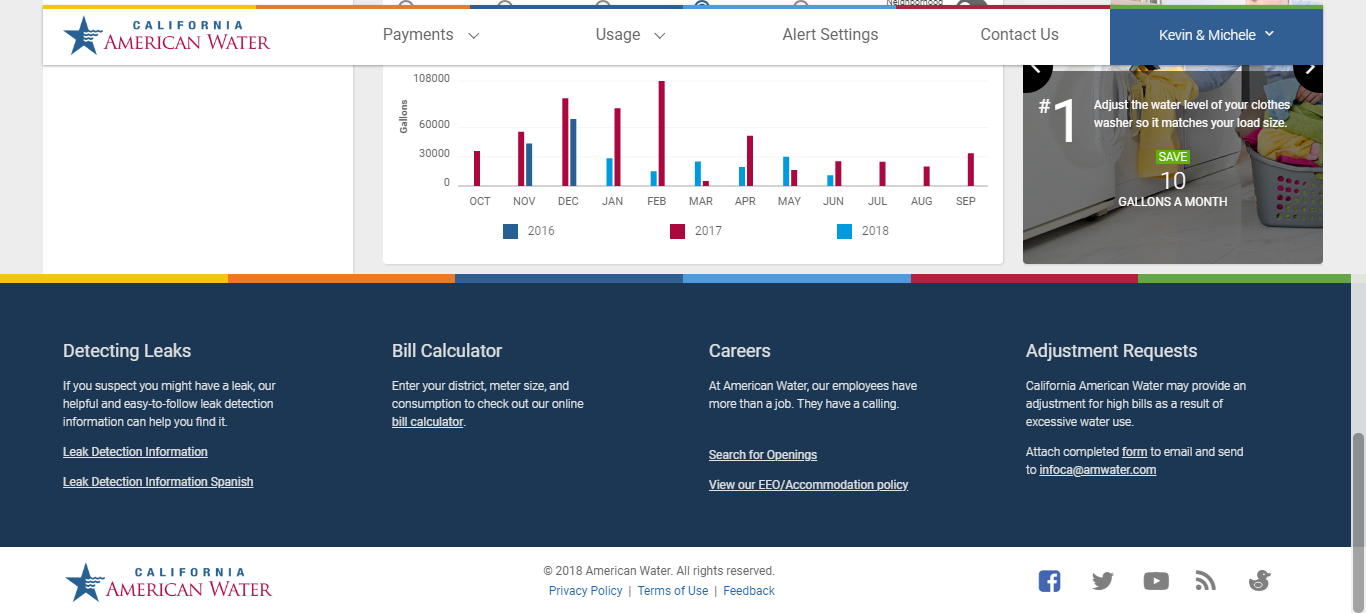 Neighborhood
CALIFORNIA
AMERICAN WATER
Payments
Usage
Alert Settings
Contact Us
Kevin & Michele
108000
60000
30000
0
Gallons
OCT NOV DEC JAN FEB MAR APR MAY JUN JUL AUG SEP
2016 2017 2018
#1
Adjust the water level of your clothes
washer so it matches your load size.
SAVE
10
GALLONS A MONTH
Detecting Leaks
If you suspect you might have a leak, our
helpful and easy-to-follow leak detection
information can help you find it.
Leak Detection Information
Leak Detection Information Spanish
Bill Calculator
Enter your district, meter size, and
consumption to check out our online
bill calculator.
Careers
At American Water, our employees have
more than a job. They have a calling.
Search for Openings
View our EEO/Accommodation policy
Adjustment Requests
California American Water may provide an
adjustment for high bills as a result of
excessive water use.
Attach completed form to email and send
to infoca@amwater.com
CALIFORNIA
AMERICAN WATER
© 2018 American Water. All rights reserved.
Privacy Policy | Terms of Use | Feedback